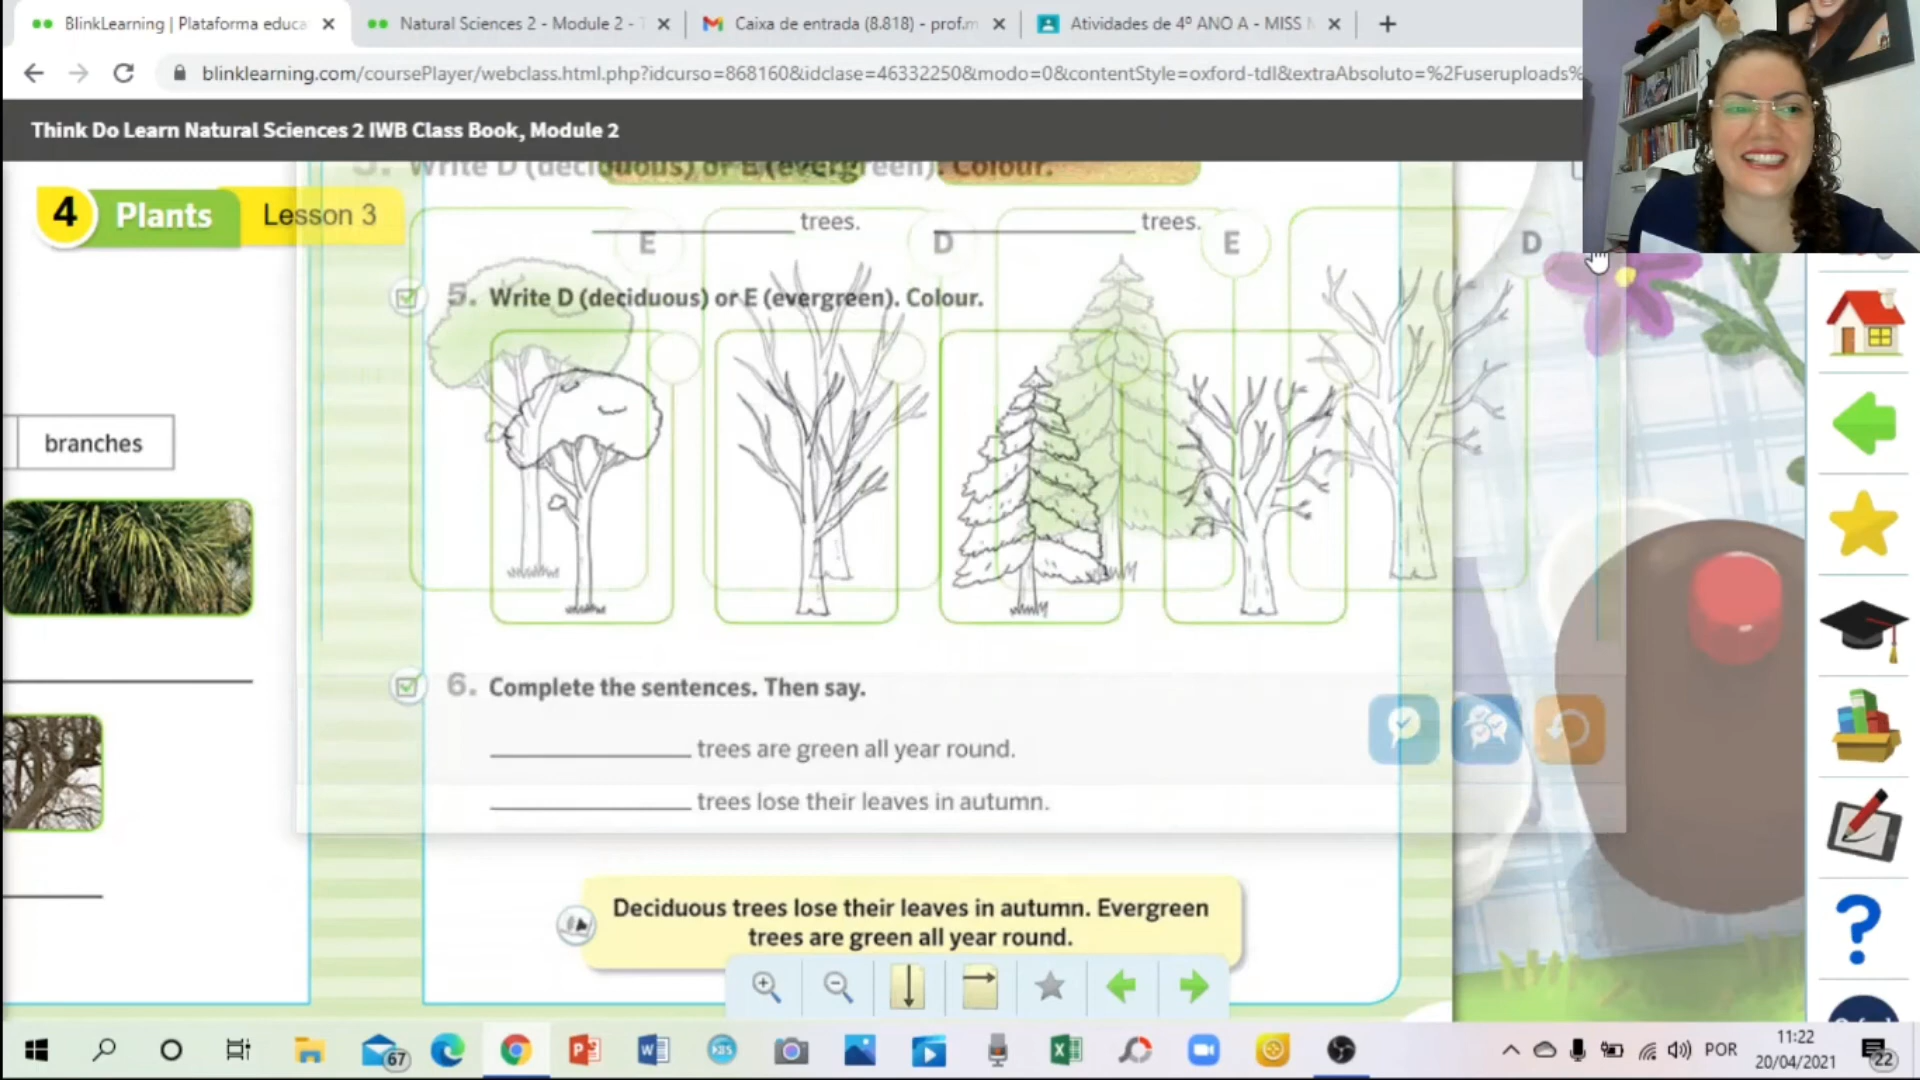 BlinkLearning | Plataforma educa
Natural Sciences 2 - Module 2 - T
Caixa de entrada (8.818) - prof.m
Atividades de 4º ANO A - MISS
blinklearning.com/coursePlayer/webclass.html.php?idcurso=868160&idclase=46332250&modo=0&contentStyle=oxford-tdl&extraAbsoluto=%2Fuseruploads%
Think Do Learn Natural Sciences 2 IWB Class Book, Module 2
Write D (deciduous) or E (evergreen). Colour.
4 Plants Lesson 3
trees. trees.
E D E D
5. Write D (deciduous) or E (evergreen). Colour.
branches
6. Complete the sentences. Then say.
trees are green all year round.
trees lose their leaves in autumn.
Deciduous trees lose their leaves in autumn. Evergreen
trees are green all year round.
67
POR
11:22
20/04/2021
22